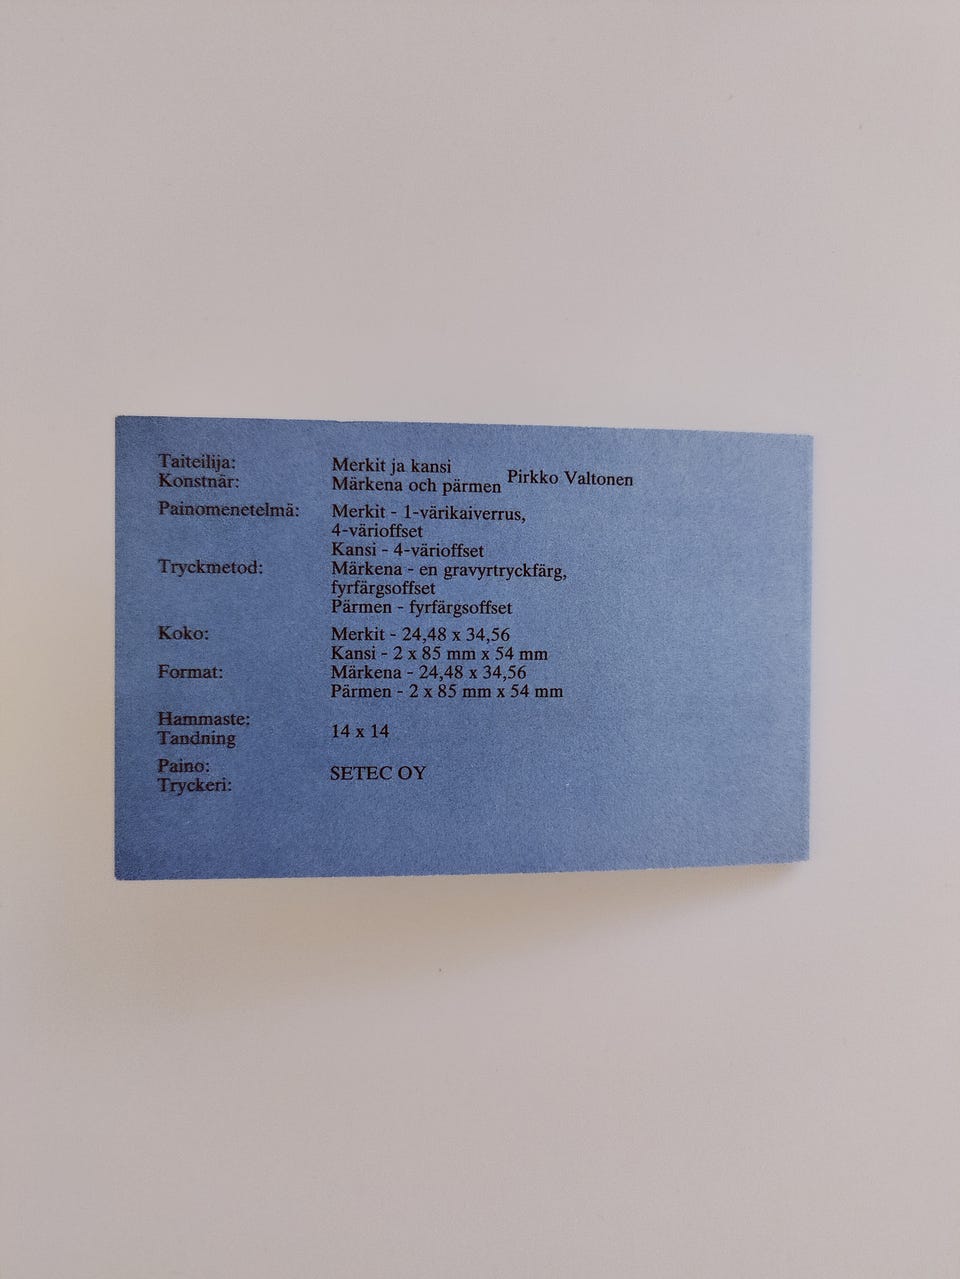 Taiteilija: Merkit ja kansi
Konstnär: Märkena och pärmen Pirkko Valtonen
Painomenetelmä: Merkit - 1-värikaiverrus,
4-värioffset
Kansi - 4-värioffset
Tryckmetod: Märkena - en gravyrtryckfärg,
fyrfärgsoffset
Pärmen - fyrfärgsoffset
Koko: Merkit - 24,48 x 34,56
Kansi - 2 x 85 mm x 54 mm
Format: Märkena - 24,48 x 34,56
Pärmen - 2 x 85 mm x 54 mm
Hammaste:
Tandning 14 x 14
Paino:
Tryckeri: SETEC OY